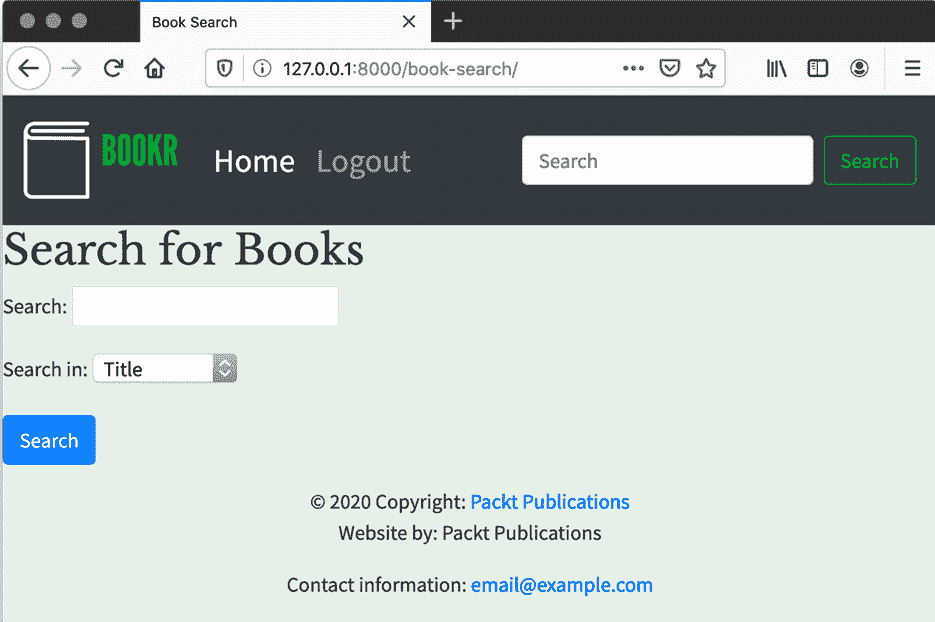 Book Search
127.0.0.1:8000/book-search/
BOOKR Home Logout Search Search
Search for Books
Search:
Search in: Title
Search
© 2020 Copyright: Packt Publications
Website by: Packt Publications
Contact information: email@example.com